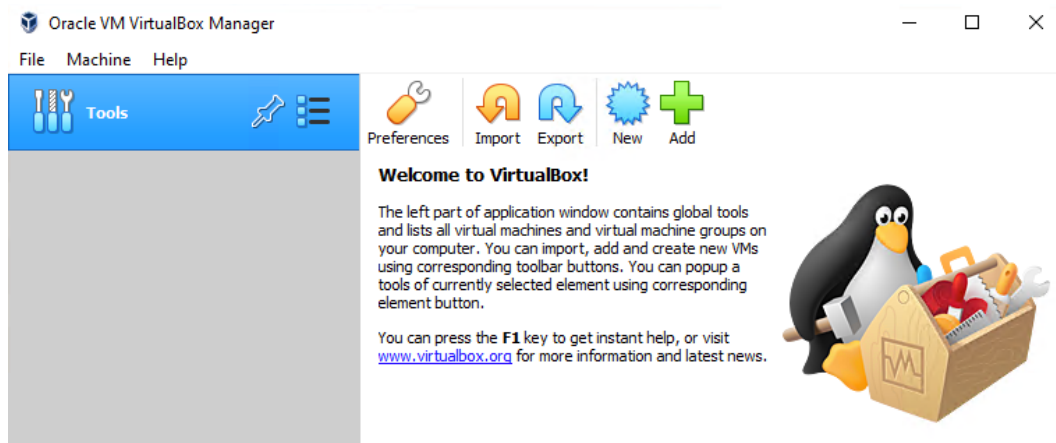 Oracle VM VirtualBox Manager
File Machine Help
Tools
Preferences Import Export New Add
Welcome to VirtualBox!
The left part of application window contains global tools
and lists all virtual machines and virtual machine groups on
your computer. You can import, add and create new VMs
using corresponding toolbar buttons. You can popup a
tools of currently selected element using corresponding
element button.
You can press the F1 key to get instant help, or visit
www.virtualbox.org for more information and latest news.